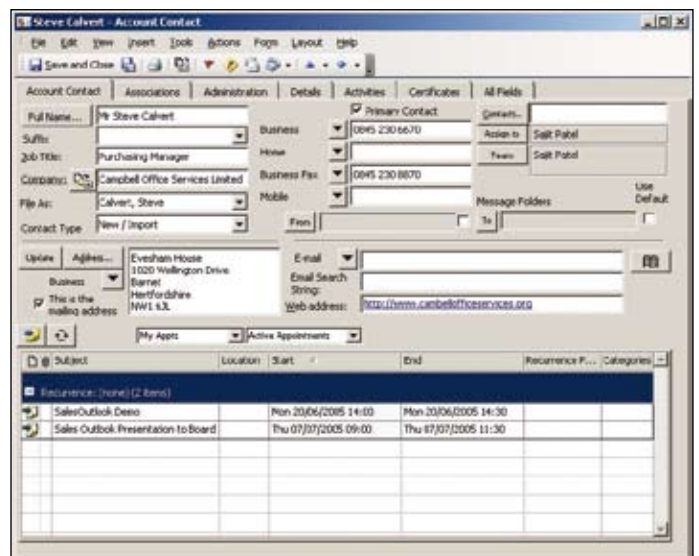 Steve Calvert - Account Contact
File Edit View Insert Tools Actions Form Layout Help
Save and Close
Account Contact Associations Administration Details Activities Certificates All Fields
Full Name... Mr Steve Calvert
Suffix
Job Title: Purchasing Manager
Company: Campbell Office Services Limited
File As: Calvert, Steve
Contact Type New / Import
Primary Contact
Business 0845 230 6670
Home
Business Fax 0845 230 8870
Mobile
From
Contacts...
Assign to Sajit Patel
Team Sajit Patel
Message Folders Use Default
To
Update Address...
Business
This is the mailing address
Evesham House
1020 Wellington Drive
Barnet
Hertfordshire
NW1 6JL
E-mail
Email Search String:
Web address: http://www.cambellofficeservices.org
My Appts Active Appointments
Subject Location Start End Recurrence P... Categories
Recurrence: (none) (2 items)
SalesOutlook Demo Mon 20/06/2005 14:00 Mon 20/06/2005 14:30
Sales Outlook Presentation to Board Thu 07/07/2005 09:00 Thu 07/07/2005 11:30